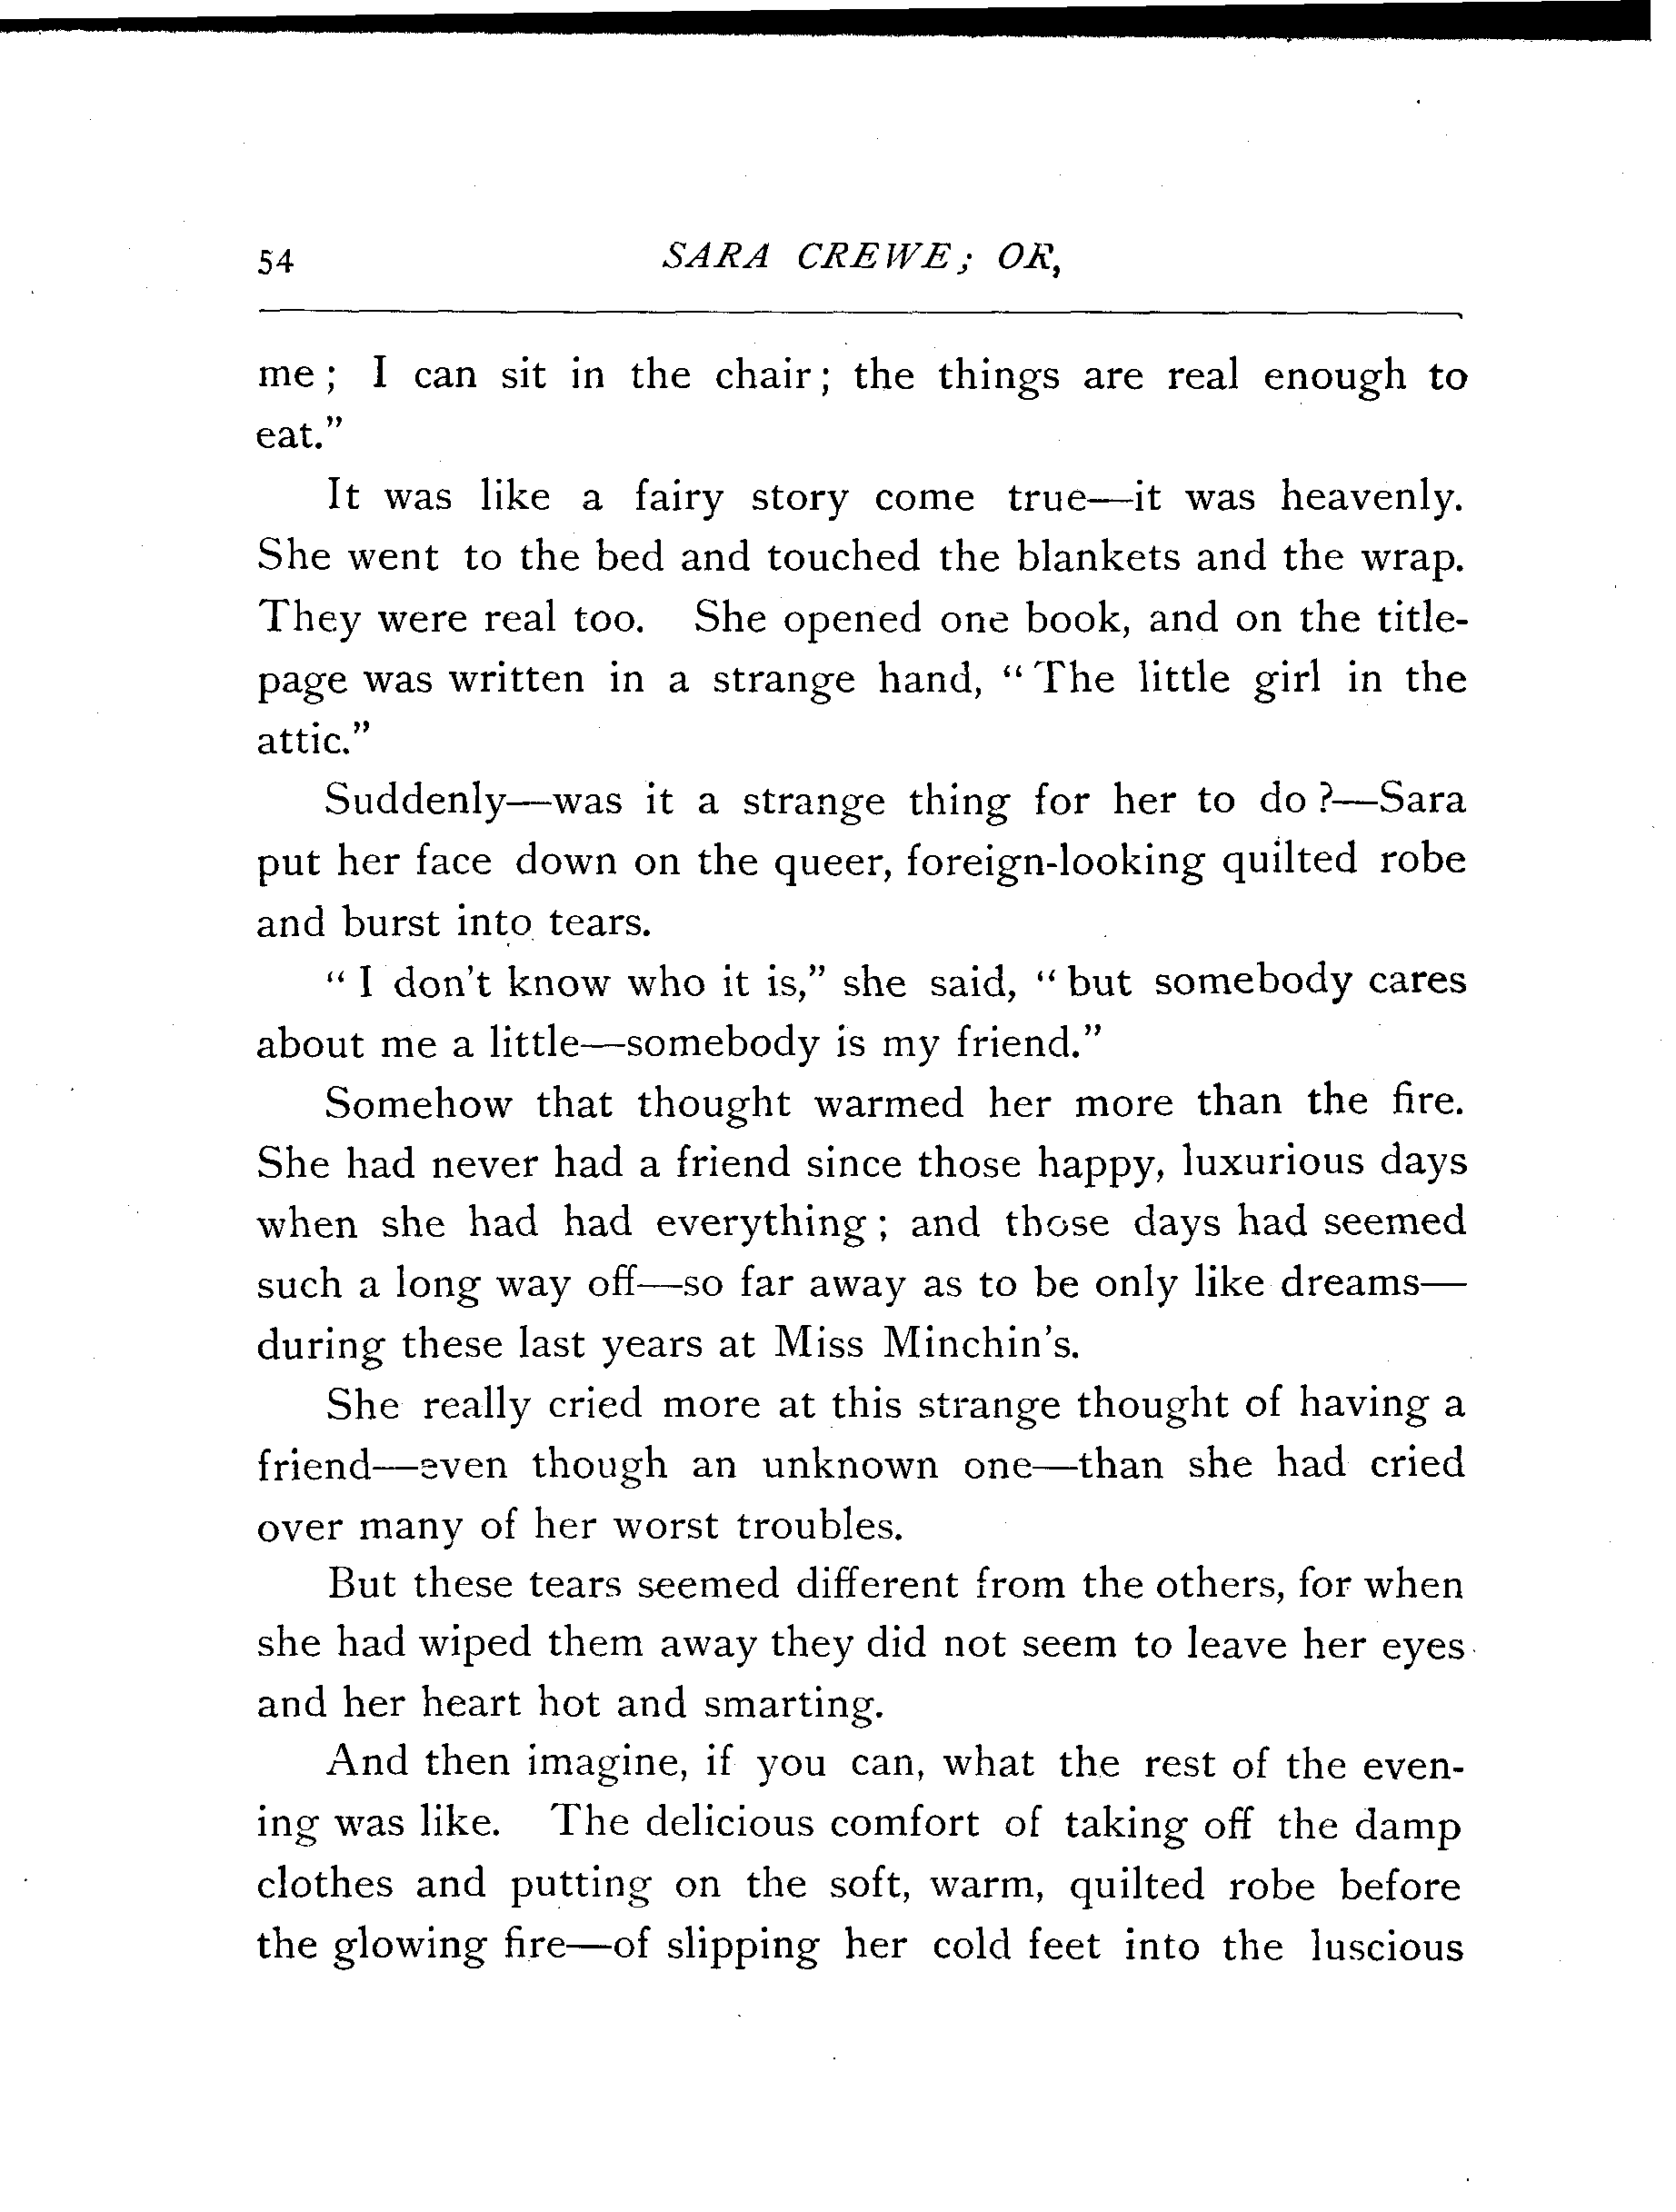 54 SARA CREWE; OR,
me; I can sit in the chair; the things are real enough to
eat."
It was like a fairy story come true—it was heavenly.
She went to the bed and touched the blankets and the wrap.
They were real too. She opened one book, and on the title-
page was written in a strange hand, "The little girl in the
attic."
Suddenly—was it a strange thing for her to do?—Sara
put her face down on the queer, foreign-looking quilted robe
and burst into tears.
"I don't know who it is," she said, "but somebody cares
about me a little—somebody is my friend."
Somehow that thought warmed her more than the fire.
She had never had a friend since those happy, luxurious days
when she had had everything; and those days had seemed
such a long way off—so far away as to be only like dreams—
during these last years at Miss Minchin's.
She really cried more at this strange thought of having a
friend—even though an unknown one—than she had cried
over many of her worst troubles.
But these tears seemed different from the others, for when
she had wiped them away they did not seem to leave her eyes
and her heart hot and smarting.
And then imagine, if you can, what the rest of the even-
ing was like. The delicious comfort of taking off the damp
clothes and putting on the soft, warm, quilted robe before
the glowing fire—of slipping her cold feet into the luscious